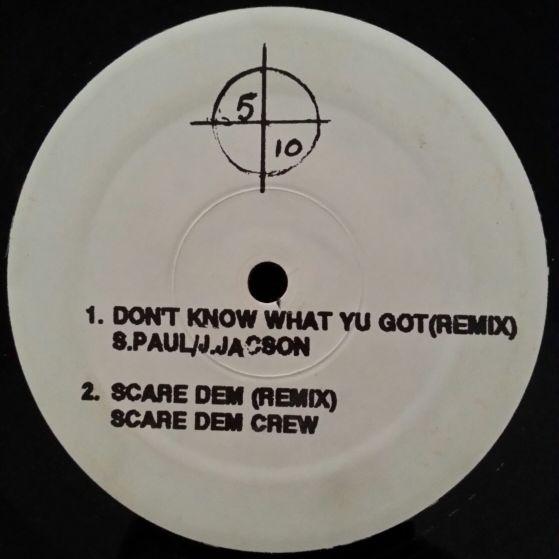 5
10
1. DON'T KNOW WHAT YU GOT(REMIX)
S.PAUL/J.JACSON
2. SCARE DEM (REMIX)
SCARE DEM CREW